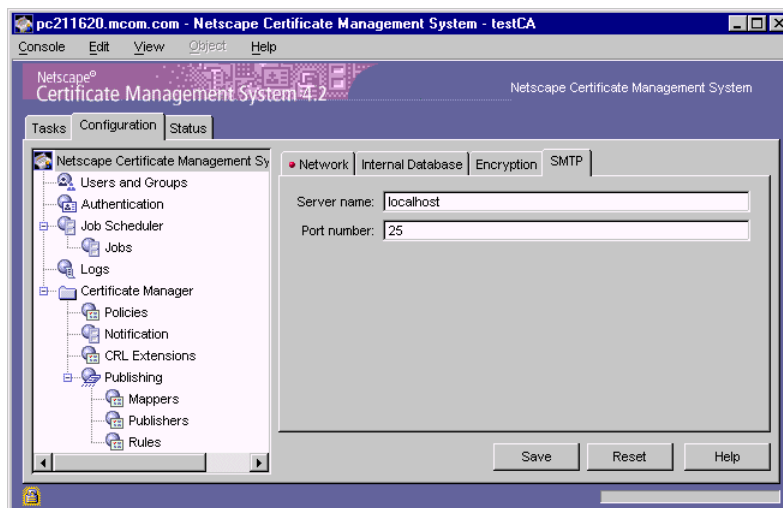 pc211620.mcom.com - Netscape Certificate Management System - testCA
Console Edit View Object Help
Netscape®
Certificate Management System 4.2
Netscape Certificate Management System
Tasks Configuration Status
Netscape Certificate Management Sy
Users and Groups
Authentication
Job Scheduler
Jobs
Logs
Certificate Manager
Policies
Notification
CRL Extensions
Publishing
Mappers
Publishers
Rules
Network Internal Database Encryption SMTP
Server name: localhost
Port number: 25
Save Reset Help